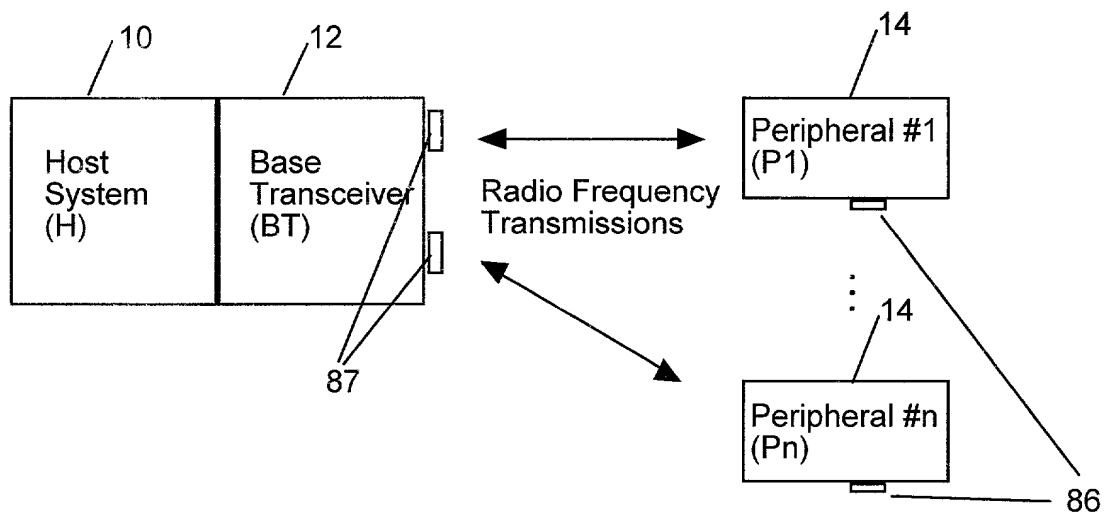 10
12
14
Host
System
(H)
Base
Transceiver
(BT)
Radio Frequency
Transmissions
Peripheral #1
(P1)
14
87
Peripheral #n
(Pn)
86